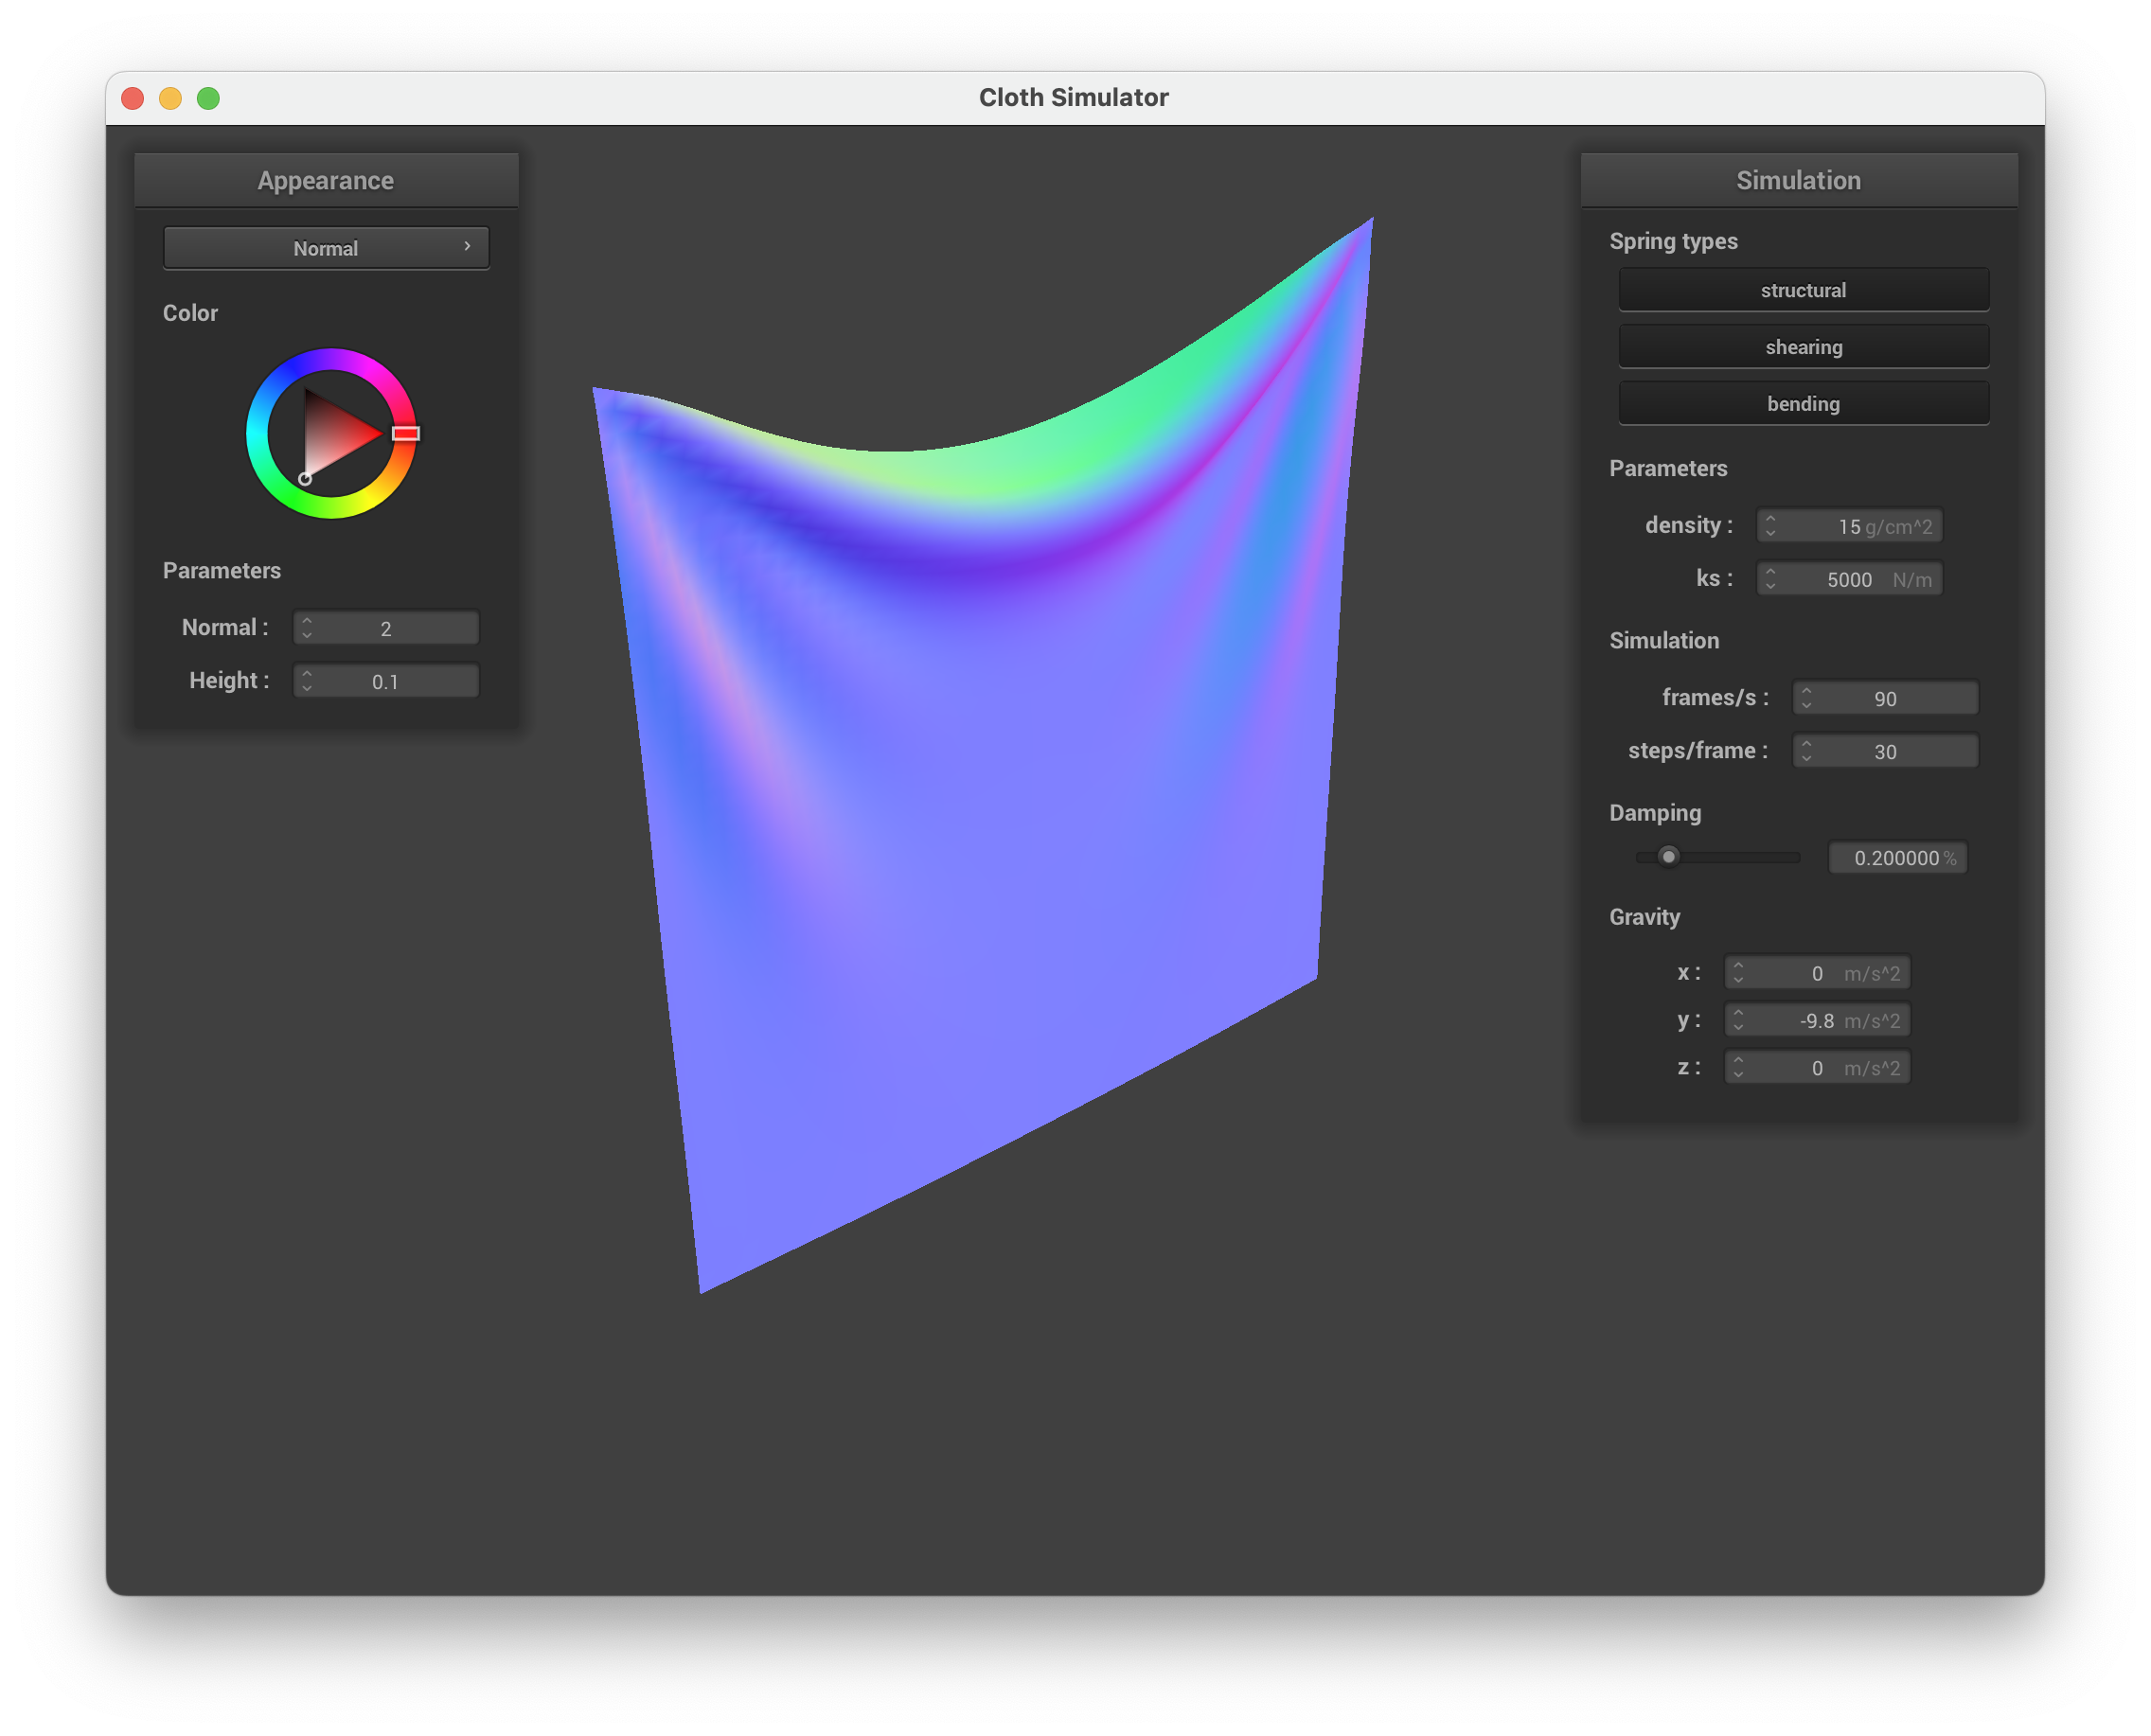 Cloth Simulator
Appearance
Normal
Color
Parameters
Normal : 2
Height : 0.1
Simulation
Spring types
structural
shearing
bending
Parameters
density : 15 g/cm^2
ks : 5000 N/m
Simulation
frames/s : 90
steps/frame : 30
Damping
0.200000 %
Gravity
x : 0 m/s^2
y : -9.8 m/s^2
z : 0 m/s^2